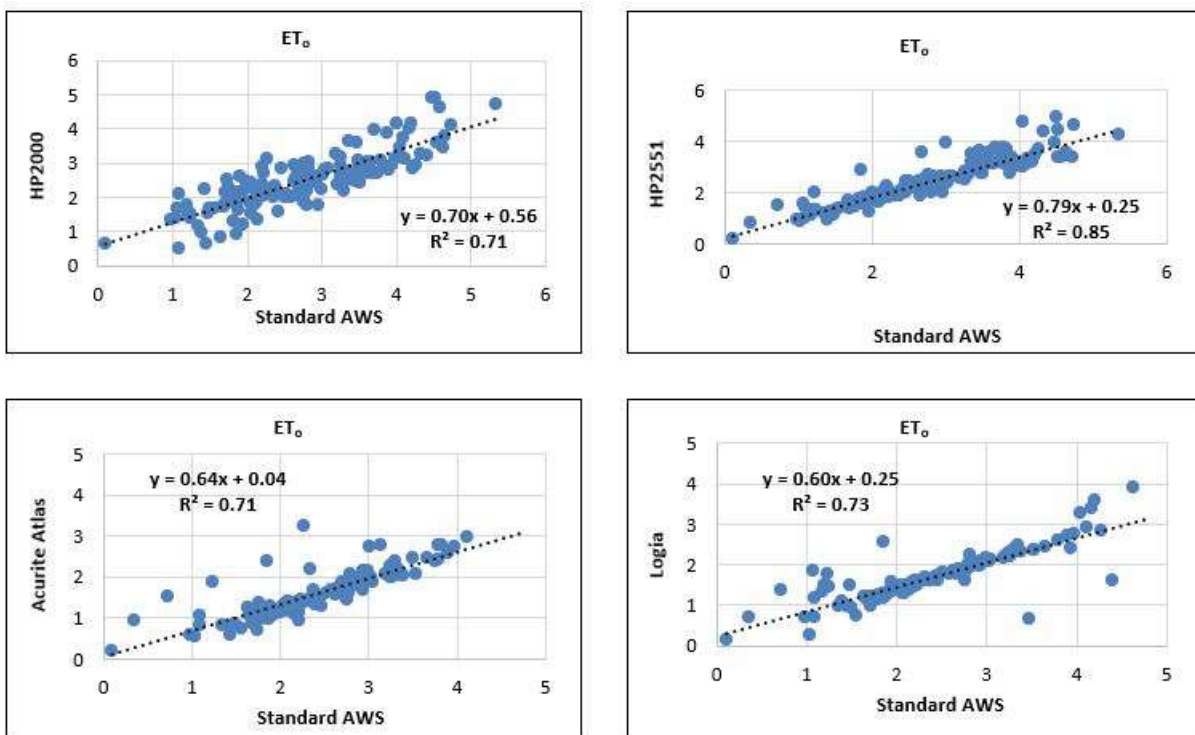 ETₒ
6
5
4
3
2
1
0
HP2000
y = 0.70x + 0.56
R² = 0.71
0 1 2 3 4 5 6
Standard AWS
ETₒ
6
4
2
0
HP2551
y = 0.79x + 0.25
R² = 0.85
0 2 4 6
Standard AWS
ETₒ
5
4
3
2
1
0
Acurite Atlas
y = 0.64x + 0.04
R² = 0.71
0 1 2 3 4 5
Standard AWS
ETₒ
5
4
3
2
1
0
Logia
y = 0.60x + 0.25
R² = 0.73
0 1 2 3 4 5
Standard AWS